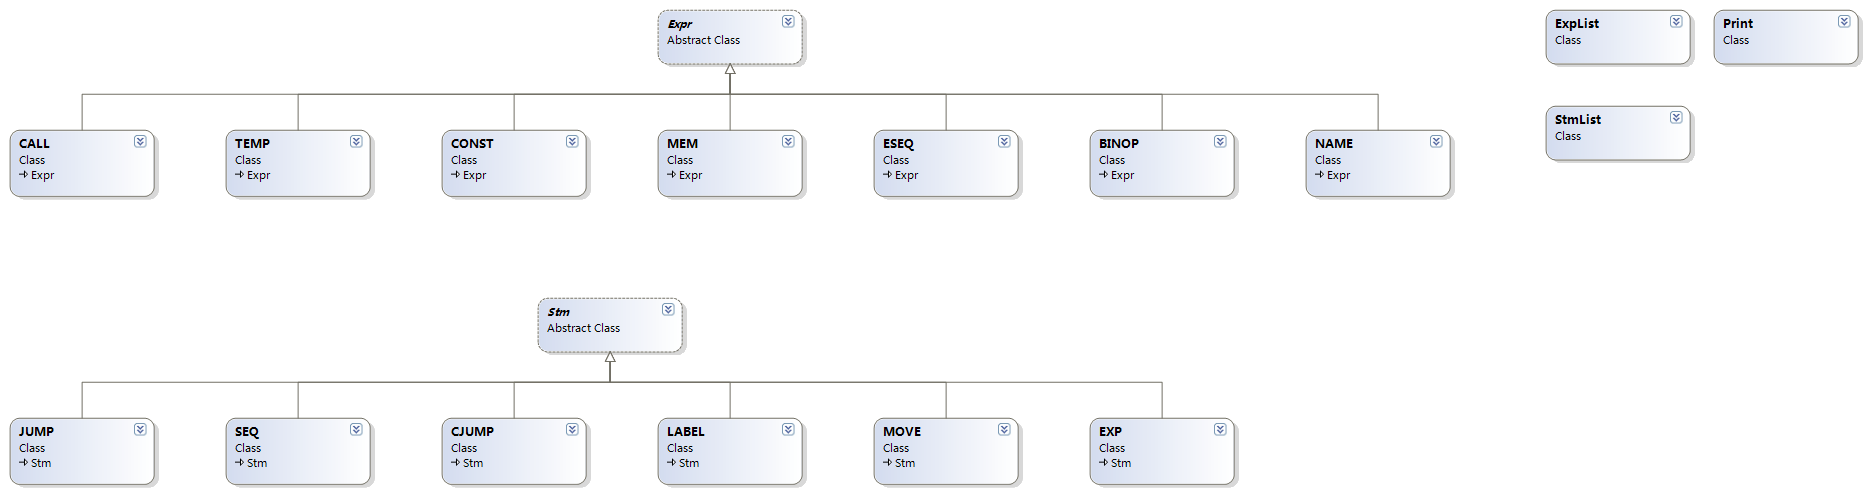 Expr
Abstract Class
ExpList
Class
Print
Class
StmList
Class
CALL
Class
Expr
TEMP
Class
Expr
CONST
Class
Expr
MEM
Class
Expr
ESEQ
Class
Expr
BINOP
Class
Expr
NAME
Class
Expr
Stm
Abstract Class
JUMP
Class
Stm
SEQ
Class
Stm
CJUMP
Class
Stm
LABEL
Class
Stm
MOVE
Class
Stm
EXP
Class
Stm